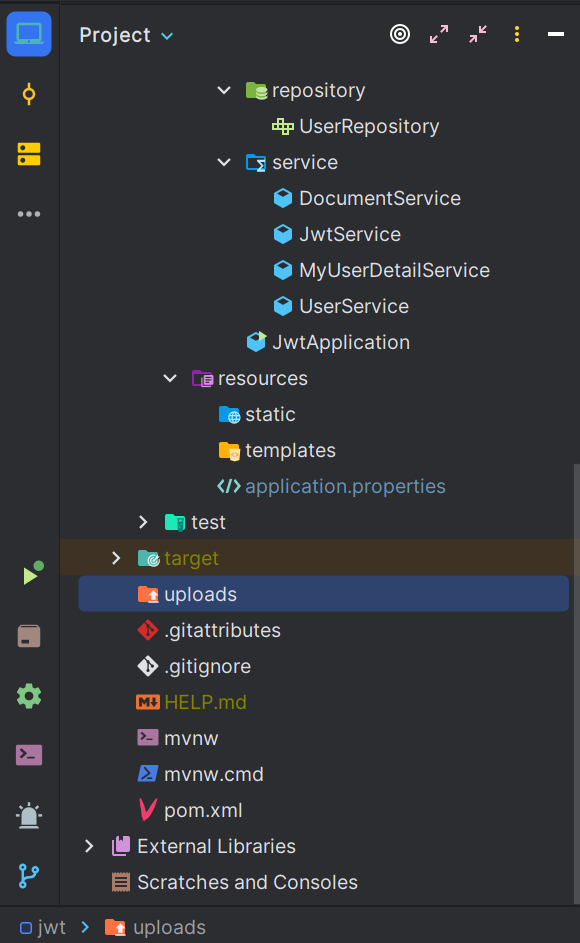 Project
repository
UserRepository
service
DocumentService
JwtService
MyUserDetailService
UserService
JwtApplication
resources
static
templates
application.properties
test
target
uploads
.gitattributes
.gitignore
HELP.md
mvnw
mvnw.cmd
pom.xml
External Libraries
Scratches and Consoles
jwt uploads